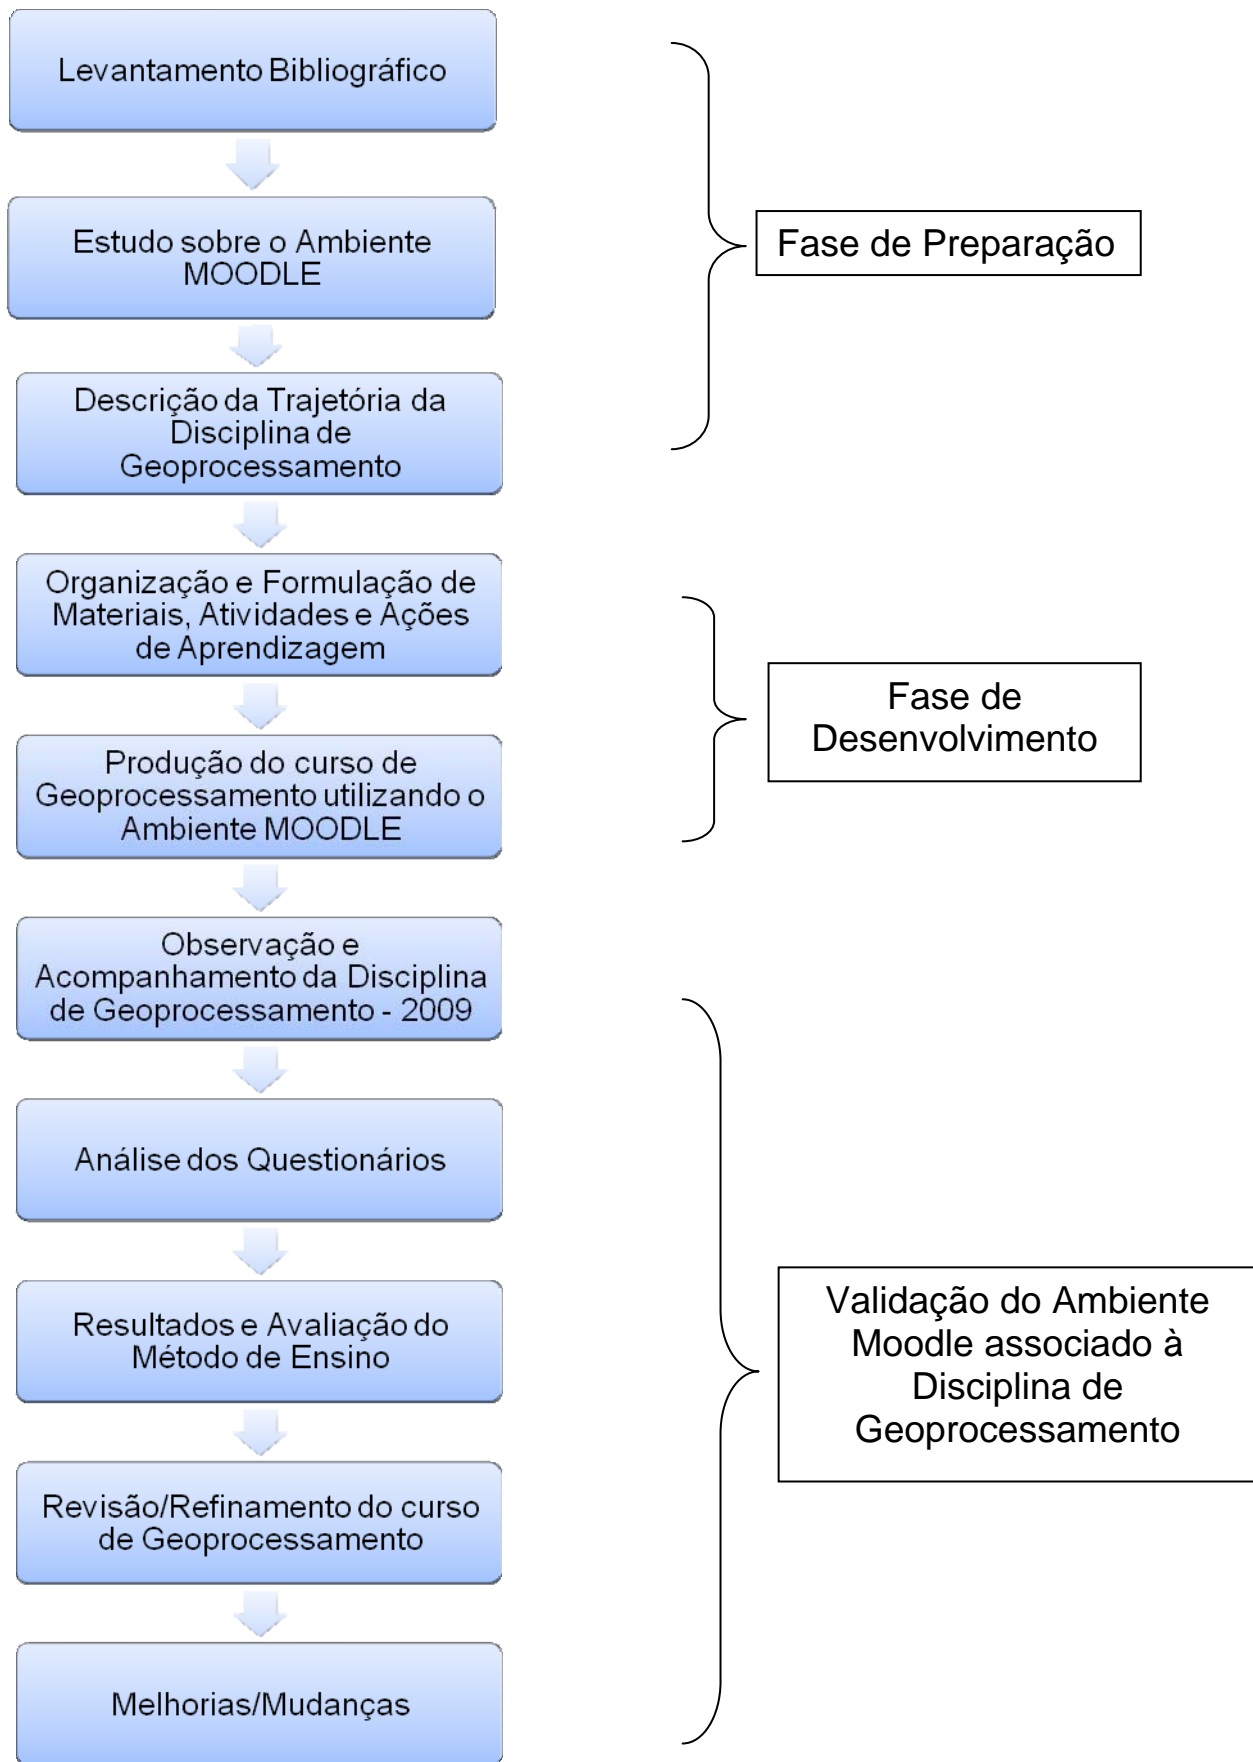 Levantamento Bibliográfico
Estudo sobre o Ambiente
MOODLE
Descrição da Trajetória da
Disciplina de
Geoprocessamento
Fase de Preparação
Organização e Formulação de
Materiais, Atividades e Ações
de Aprendizagem
Produção do curso de
Geoprocessamento utilizando o
Ambiente MOODLE
Fase de
Desenvolvimento
Observação e
Acompanhamento da Disciplina
de Geoprocessamento - 2009
Análise dos Questionários
Resultados e Avaliação do
Método de Ensino
Revisão/Refinamento do curso
de Geoprocessamento
Melhorias/Mudanças
Validação do Ambiente
Moodle associado à
Disciplina de
Geoprocessamento